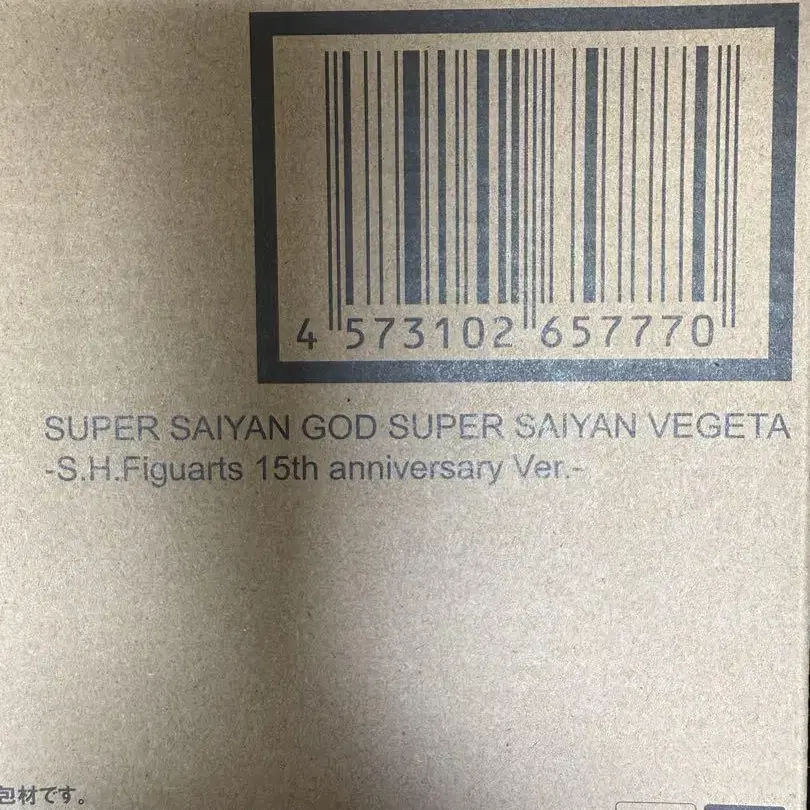 4 573102 657770
SUPER SAIYAN GOD SUPER SAIYAN VEGETA
-S.H.Figuarts 15th anniversary Ver.-
包材です。